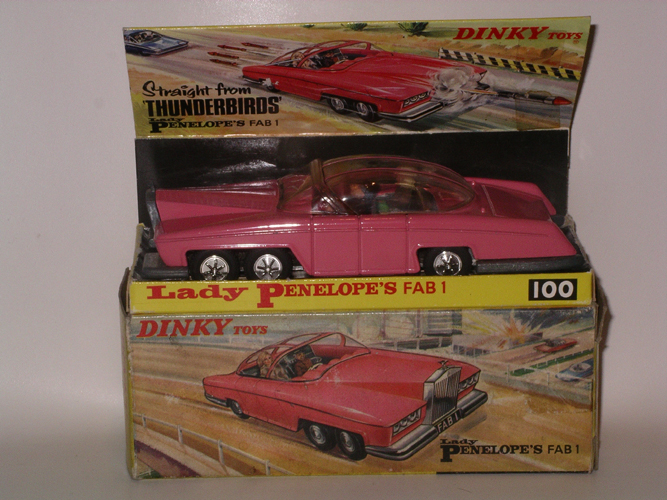 DINKY TOYS
Straight from
'THUNDERBIRDS'
Lady
PENELOPE'S FAB 1
Lady PENELOPE'S FAB 1
100
DINKY TOYS
FAB 1
Lady
PENELOPE'S FAB 1